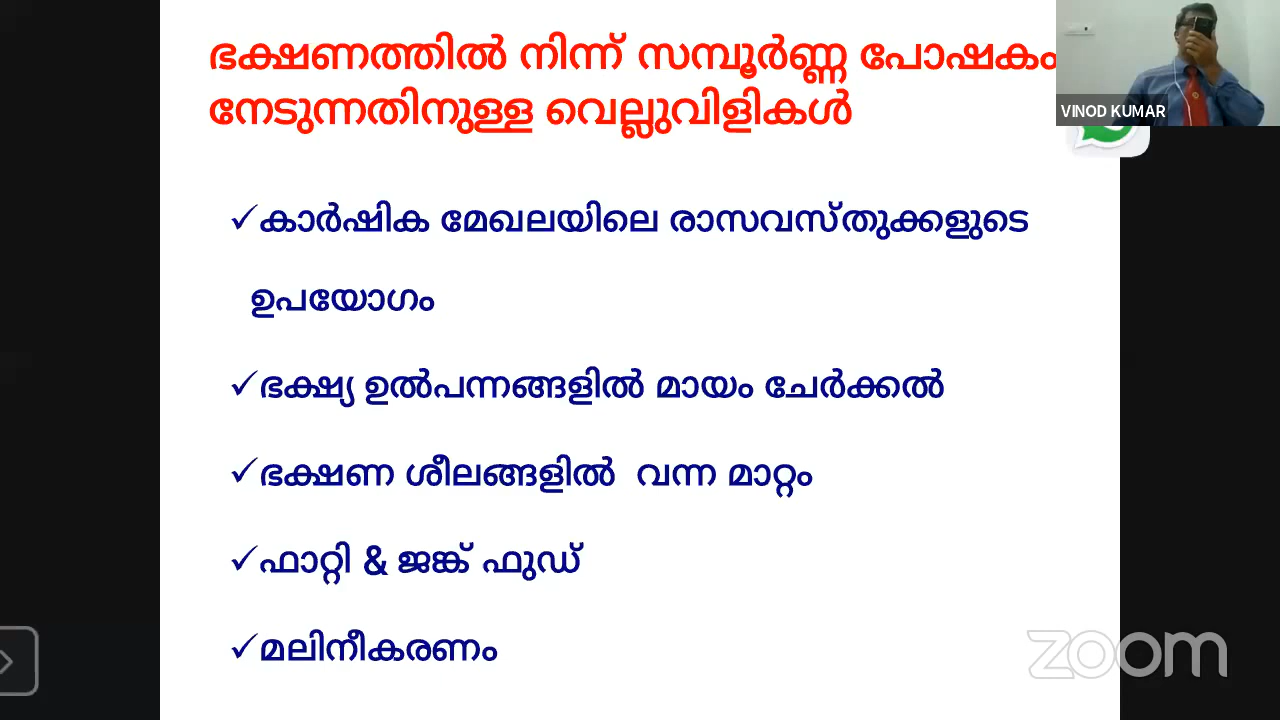 ഭക്ഷണത്തിൽ നിന്ന് സമ്പൂർണ്ണ പോഷകം
നേടുന്നതിനുള്ള വെല്ലുവിളികൾ
VINOD KUMAR
✓കാർഷിക മേഖലയിലെ രാസവസ്തുക്കളുടെ
ഉപയോഗം
✓ഭക്ഷ്യ ഉൽപന്നങ്ങളിൽ മായം ചേർക്കൽ
✓ഭക്ഷണ ശീലങ്ങളിൽ വന്ന മാറ്റം
✓ഫാറ്റി & ജങ്ക് ഫുഡ്
✓മലിനീകരണം
zoom